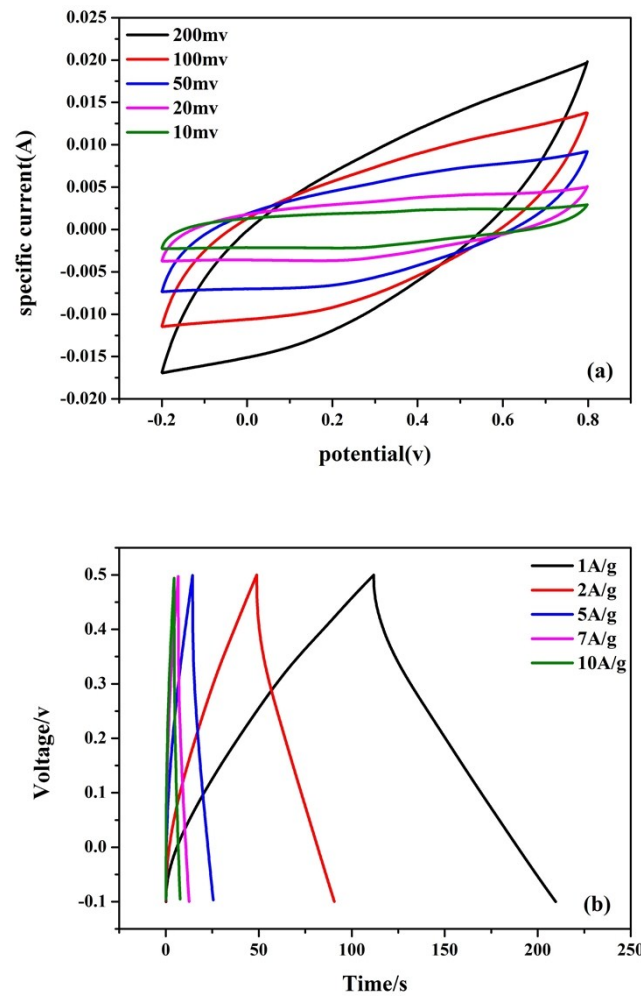 200mv
100mv
50mv
20mv
10mv
0.025
0.020
0.015
0.010
0.005
0.000
-0.005
-0.010
-0.015
-0.020
specific current(A)
(a)
-0.2 0.0 0.2 0.4 0.6 0.8
potential(v)
1A/g
2A/g
5A/g
7A/g
10A/g
0.5
0.3
0.2
0.1
0.0
-0.1
Voltage/v
(b)
0 50 100 150 200 250
Time/s